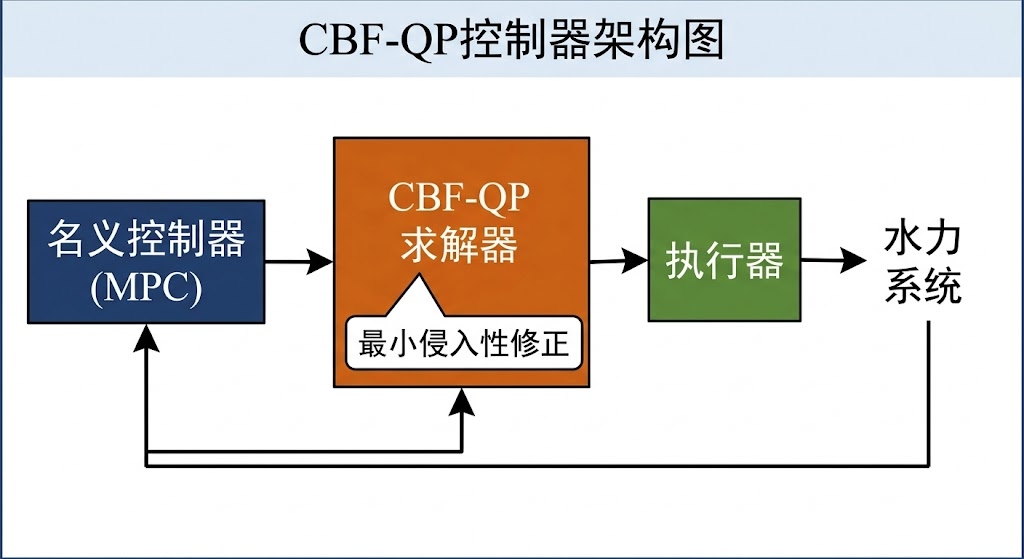 CBF-QP控制器架构图
名义控制器
(MPC)
CBF-QP
求解器
最小侵入性修正
执行器
水力
系统